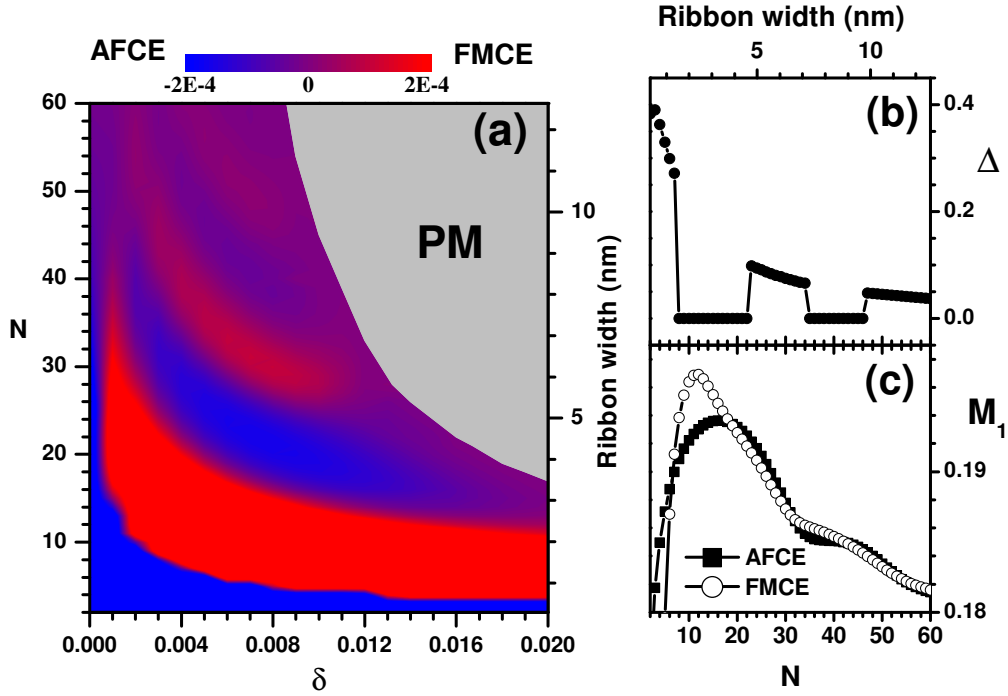 AFCE FMCE
-2E-4 0 2E-4
(a)
PM
60
50
40
30
20
10
N
10
5
Ribbon width (nm)
0.000 0.004 0.008 0.012 0.016 0.020
δ
Ribbon width (nm)
5 10
(b)
0.4
0.2
0.0
Δ
(c)
M1
0.19
0.18
AFCE
FMCE
10 20 30 40 50 60
N